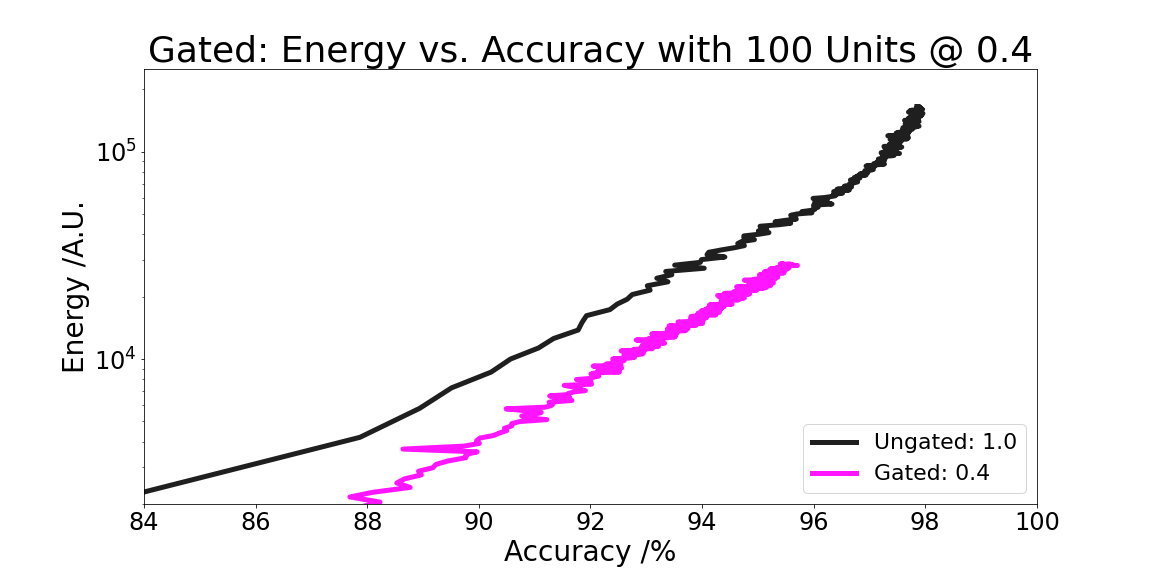 Gated: Energy vs. Accuracy with 100 Units @ 0.4
10^5
10^4
Energy /A.U.
Ungated: 1.0
Gated: 0.4
84 86 88 90 92 94 96 98 100
Accuracy /%